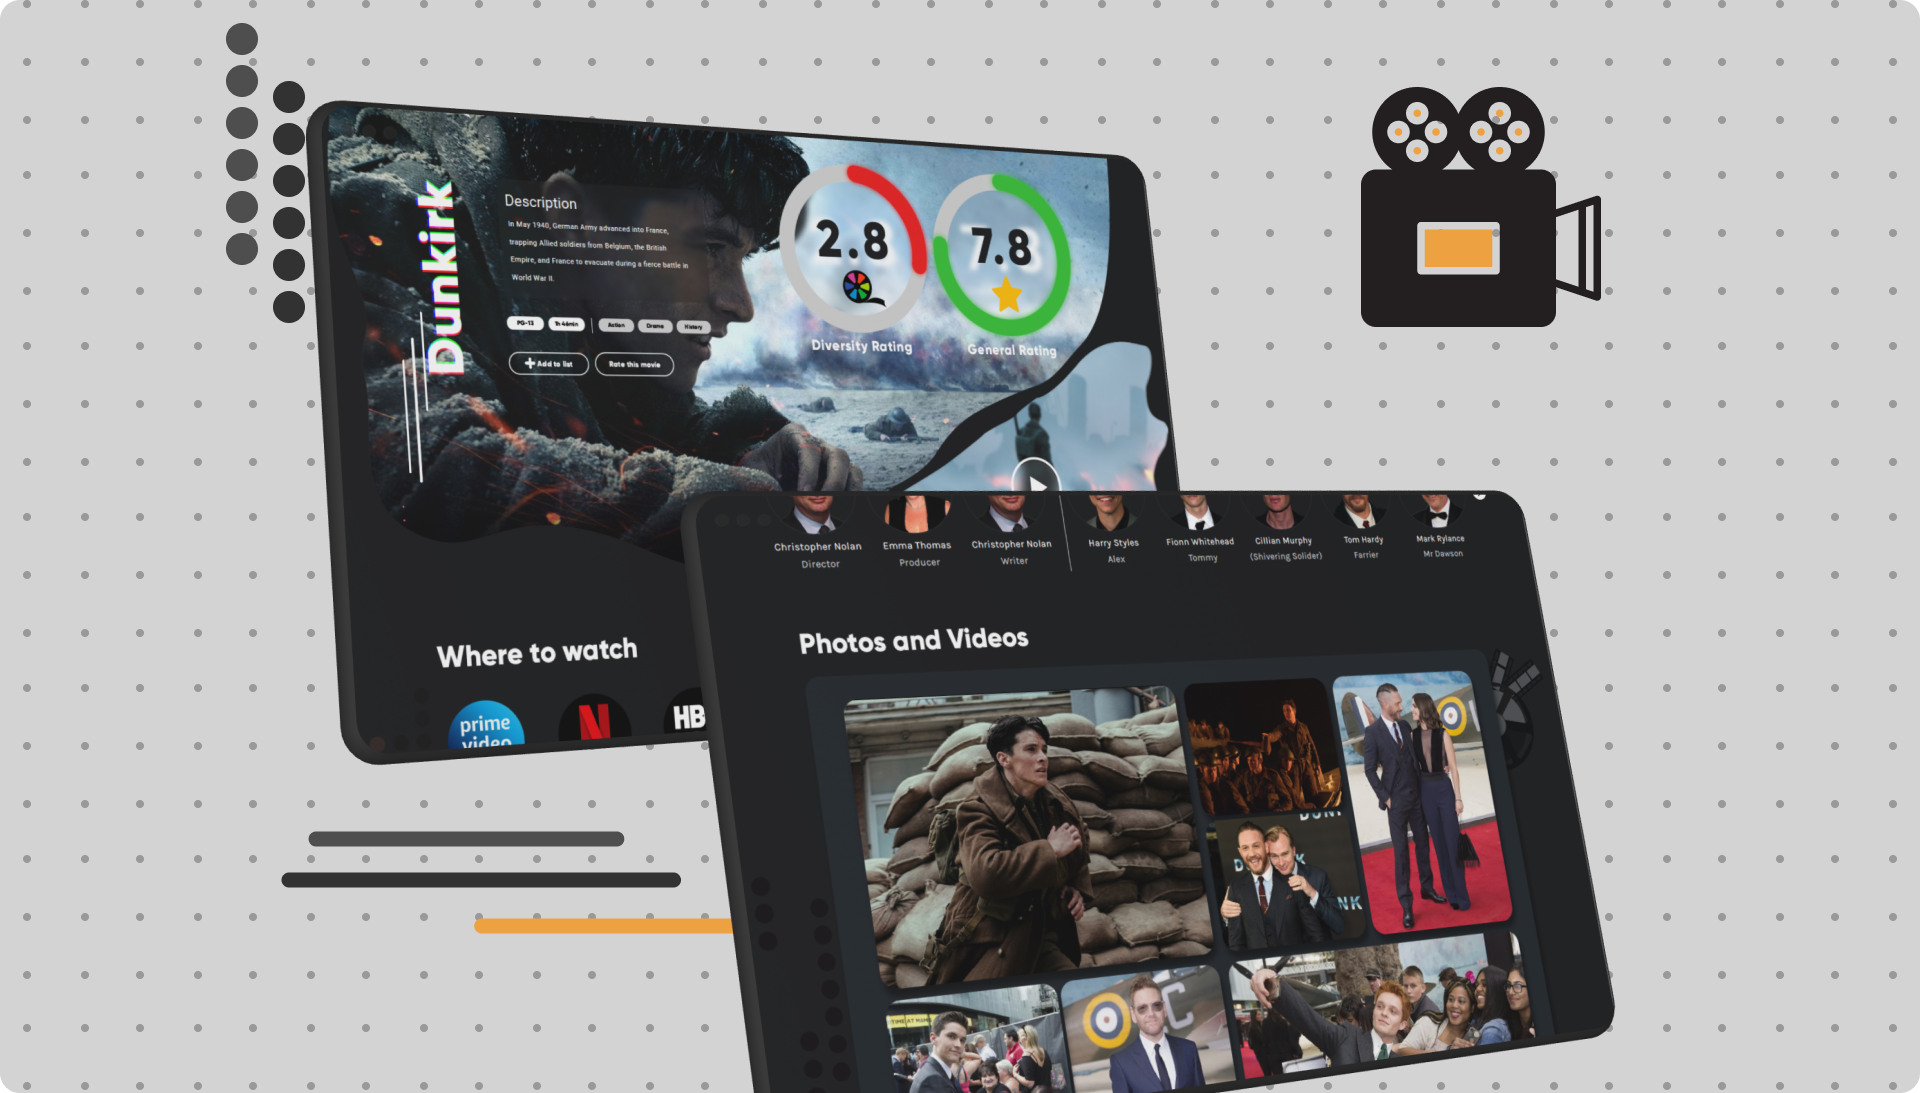 Dunkirk
Description
In May 1940, German Army advanced into France,
trapping Allied soldiers from Belgium, the British
Empire, and France to evacuate during a fierce battle in
World War II.
PG-13
1h 46min
Action
Drama
History
Add to list
Rate this movie
2.8
Diversity Rating
7.8
General Rating
Where to watch
prime
video
N
HB
Christopher Nolan
Director
Emma Thomas
Producer
Christopher Nolan
Writer
Harry Styles
Alex
Fionn Whitehead
Tommy
Cillian Murphy
(Shivering Solider)
Tom Hardy
Farrier
Mark Rylance
Mr Dawson
Photos and Videos
DUN
D
NK
NK
C